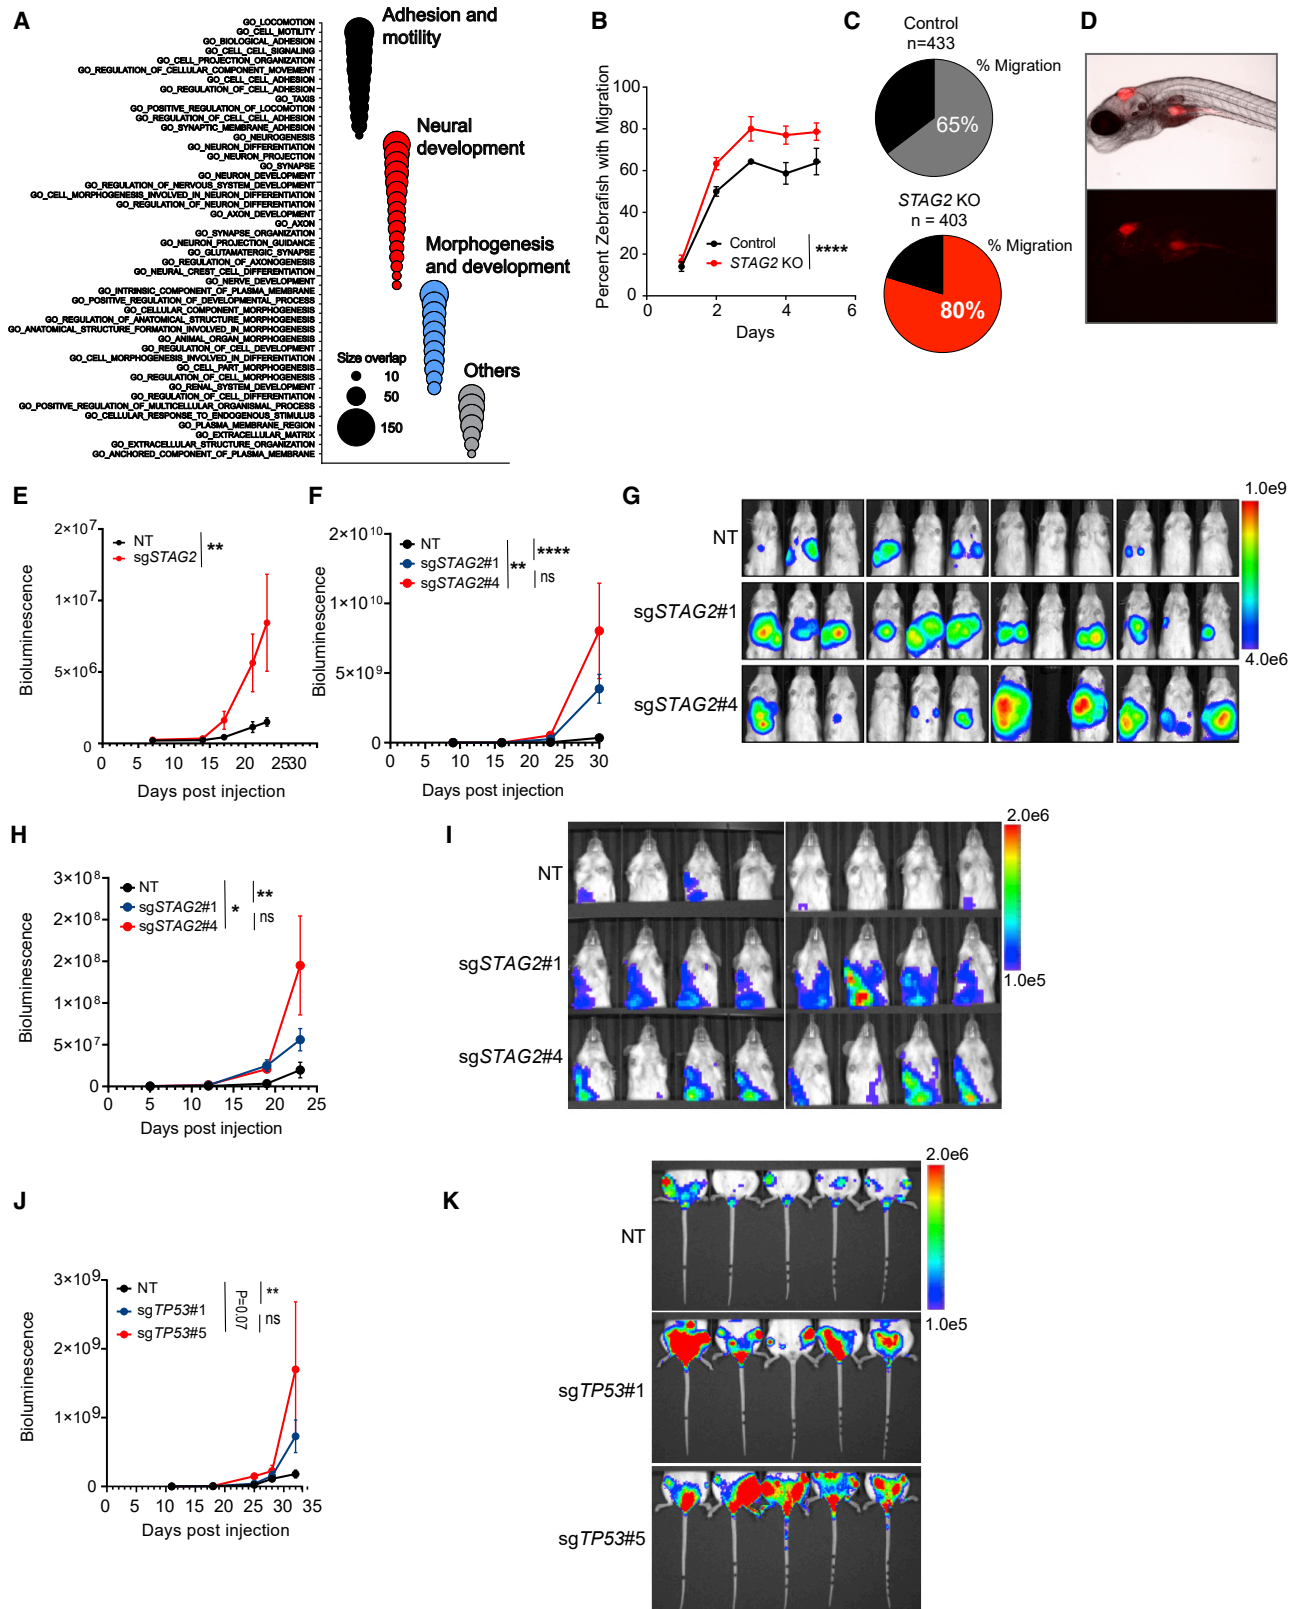 A
GO_LOCOMOTION
GO_CELL_MOTILITY
GO_BIOLOGICAL_ADHESION
GO_CELL_CELL_SIGNALING
GO_CELL_PROJECTION_ORGANIZATION
GO_REGULATION_OF_CELLULAR_COMPONENT_MOVEMENT
GO_CELL_CELL_ADHESION
GO_REGULATION_OF_CELL_ADHESION
GO_TAXIS
GO_POSITIVE_REGULATION_OF_LOCOMOTION
GO_REGULATION_OF_CELL_CELL_ADHESION
GO_SYNAPTIC_MEMBRANE_ADHESION
GO_NEUROGENESIS
GO_NEURON_DIFFERENTIATION
GO_NEURON_PROJECTION
GO_SYNAPSE
GO_NEURON_DEVELOPMENT
GO_REGULATION_OF_NERVOUS_SYSTEM_DEVELOPMENT
GO_CELL_MORPHOGENESIS_INVOLVED_IN_NEURON_DIFFERENTIATION
GO_REGULATION_OF_NEURON_DIFFERENTIATION
GO_AXON_DEVELOPMENT
GO_AXON
GO_SYNAPSE_ORGANIZATION
GO_NEURON_PROJECTION_GUIDANCE
GO_GLUTAMATERGIC_SYNAPSE
GO_REGULATION_OF_AXONOGENESIS
GO_NEURAL_CREST_CELL_DIFFERENTIATION
GO_NERVE_DEVELOPMENT
GO_INTRINSIC_COMPONENT_OF_PLASMA_MEMBRANE
GO_POSITIVE_REGULATION_OF_DEVELOPMENTAL_PROCESS
GO_CELLULAR_COMPONENT_MORPHOGENESIS
GO_REGULATION_OF_ANATOMICAL_STRUCTURE_MORPHOGENESIS
GO_ANATOMICAL_STRUCTURE_FORMATION_INVOLVED_IN_MORPHOGENESIS
GO_ANIMAL_ORGAN_MORPHOGENESIS
GO_REGULATION_OF_CELL_DEVELOPMENT
GO_CELL_MORPHOGENESIS_INVOLVED_IN_DIFFERENTIATION
GO_CELL_PART_MORPHOGENESIS
GO_REGULATION_OF_CELL_MORPHOGENESIS
GO_RENAL_SYSTEM_DEVELOPMENT
GO_REGULATION_OF_CELL_DIFFERENTIATION
GO_POSITIVE_REGULATION_OF_MULTICELLULAR_ORGANISMAL_PROCESS
GO_CELLULAR_RESPONSE_TO_ENDOGENOUS_STIMULUS
GO_PLASMA_MEMBRANE_REGION
GO_EXTRACELLULAR_MATRIX
GO_EXTRACELLULAR_STRUCTURE_ORGANIZATION
GO_ANCHORED_COMPONENT_OF_PLASMA_MEMBRANE
Adhesion and
motility
Neural
development
Morphogenesis
and development
Others
Size overlap
10
50
150
B
Percent Zebrafish with Migration
100
80
60
40
20
0
Control
STAG2 KO
****
0 2 4 6
Days
C
Control
n=433
% Migration
65%
STAG2 KO
n = 403
% Migration
80%
D
E
Bioluminescence
2×10⁷
1×10⁷
5×10⁶
0
NT
sgSTAG2
**
0 5 10 15 20 25 30
Days post injection
F
Bioluminescence
2×10¹⁰
1×10¹⁰
5×10⁹
0
NT
sgSTAG2#1
sgSTAG2#4
**
****
ns
0 5 10 15 20 25 30
Days post injection
G
NT
sgSTAG2#1
sgSTAG2#4
1.0e9
4.0e6
H
Bioluminescence
3×10⁸
2×10⁸
2×10⁸
1×10⁸
5×10⁷
0
NT
sgSTAG2#1
sgSTAG2#4
*
**
ns
0 5 10 15 20 25
Days post injection
I
NT
sgSTAG2#1
sgSTAG2#4
2.0e6
1.0e5
J
Bioluminescence
3×10⁹
2×10⁹
1×10⁹
0
NT
sgTP53#1
sgTP53#5
P=0.07
**
ns
0 5 10 15 20 25 30 35
Days post injection
K
NT
sgTP53#1
sgTP53#5
2.0e6
1.0e5